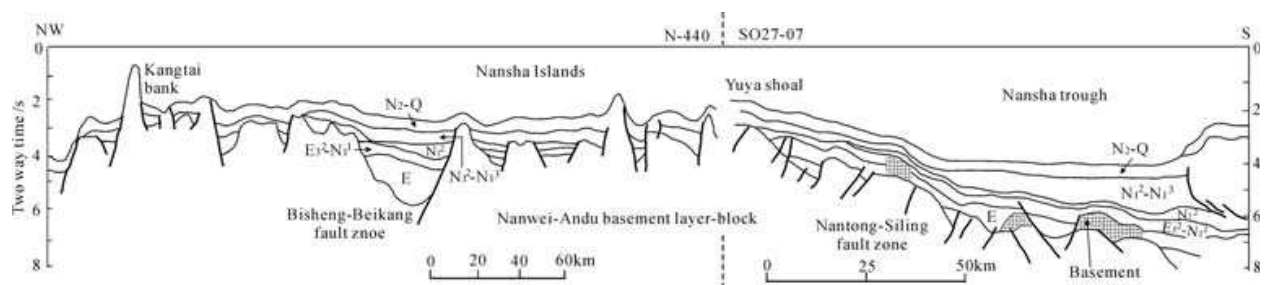 NW
N-440
SO27-07
S
0
2
4
6
8
Two way time/s
Kangtai
bank
Nansha Islands
N2-Q
E3²-N1¹
N1²
N1²-N1³
E
Bisheng-Beikang
fault znoe
Nanwei-Andu basement layer-block
0 20 40 60km
Yuya shoal
Nansha trough
N2-Q
N1²-N1³
N1²
E
Nantong-Siling
fault zone
Basement
0 25 50km
0
2
4
6
8